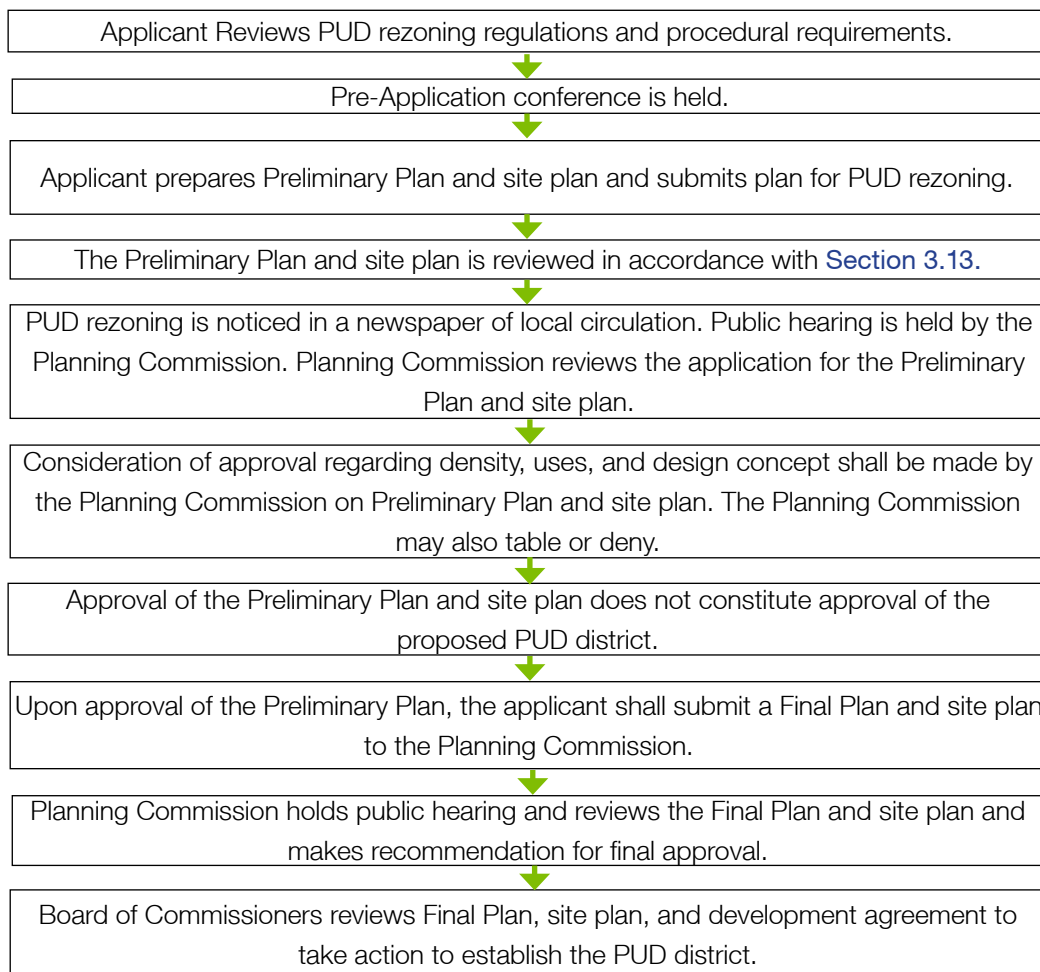 Applicant Reviews PUD rezoning regulations and procedural requirements.
Pre-Application conference is held.
Applicant prepares Preliminary Plan and site plan and submits plan for PUD rezoning.
The Preliminary Plan and site plan is reviewed in accordance with Section 3.13.
PUD rezoning is noticed in a newspaper of local circulation. Public hearing is held by the
Planning Commission. Planning Commission reviews the application for the Preliminary
Plan and site plan.
Consideration of approval regarding density, uses, and design concept shall be made by
the Planning Commission on Preliminary Plan and site plan. The Planning Commission
may also table or deny.
Approval of the Preliminary Plan and site plan does not constitute approval of the
proposed PUD district.
Upon approval of the Preliminary Plan, the applicant shall submit a Final Plan and site plan
to the Planning Commission.
Planning Commission holds public hearing and reviews the Final Plan and site plan and
makes recommendation for final approval.
Board of Commissioners reviews Final Plan, site plan, and development agreement to
take action to establish the PUD district.